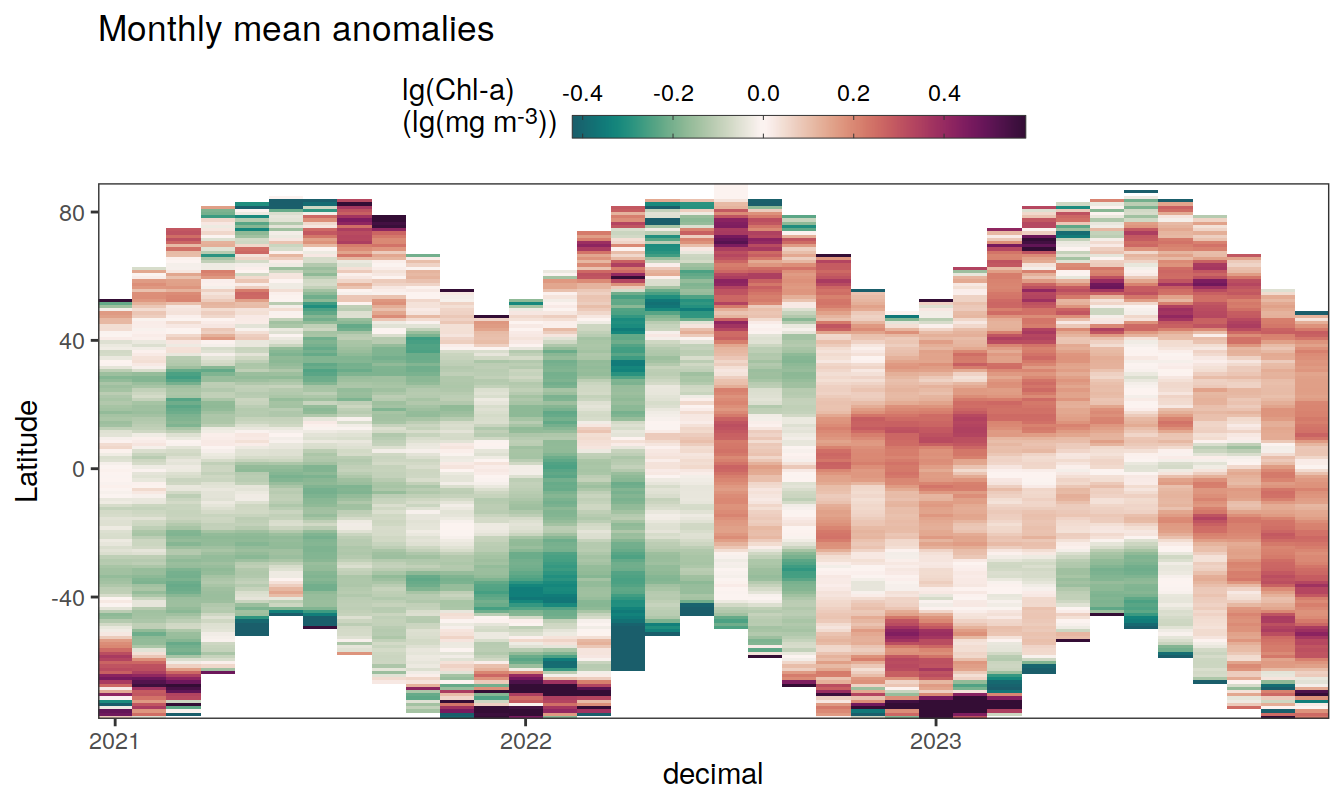 Monthly mean anomalies
lg(Chl-a)
(lg(mg m⁻³))
-0.4 -0.2 0.0 0.2 0.4
80
40
0
-40
Latitude
2021 2022 2023
decimal